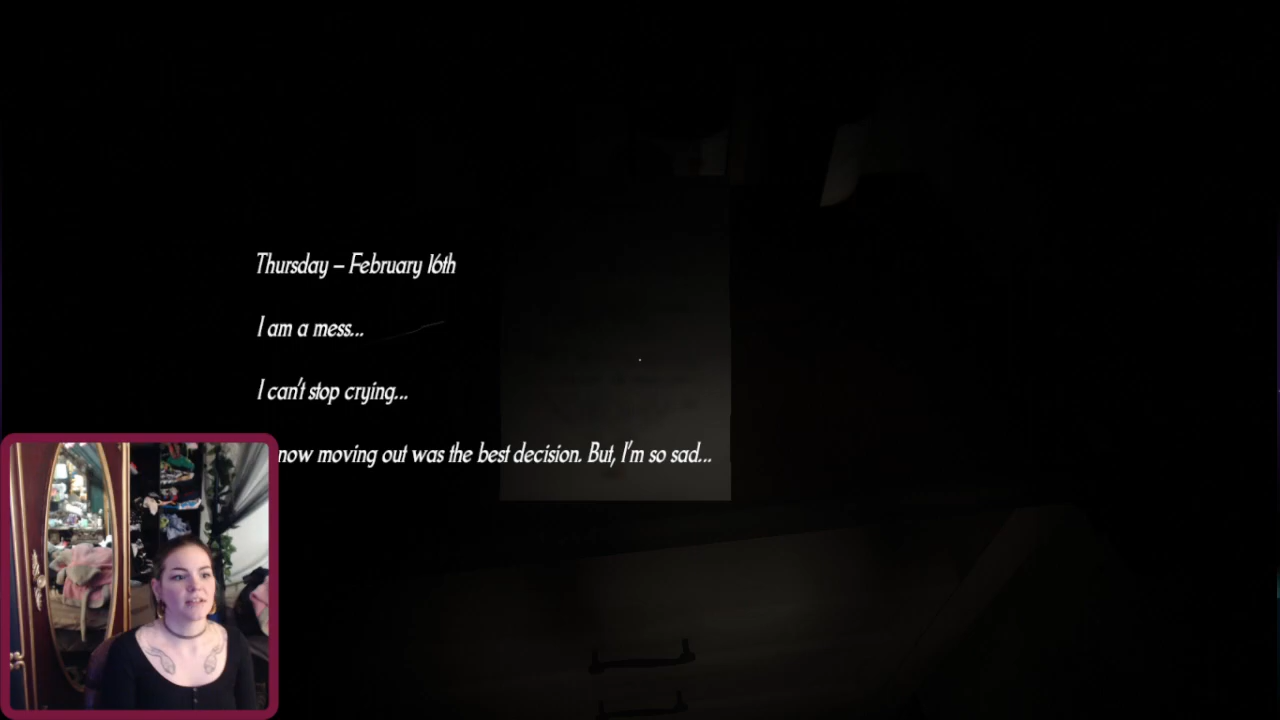 Thursday – February 16th
I am a mess...
I can't stop crying...
now moving out was the best decision. But, I'm so sad...